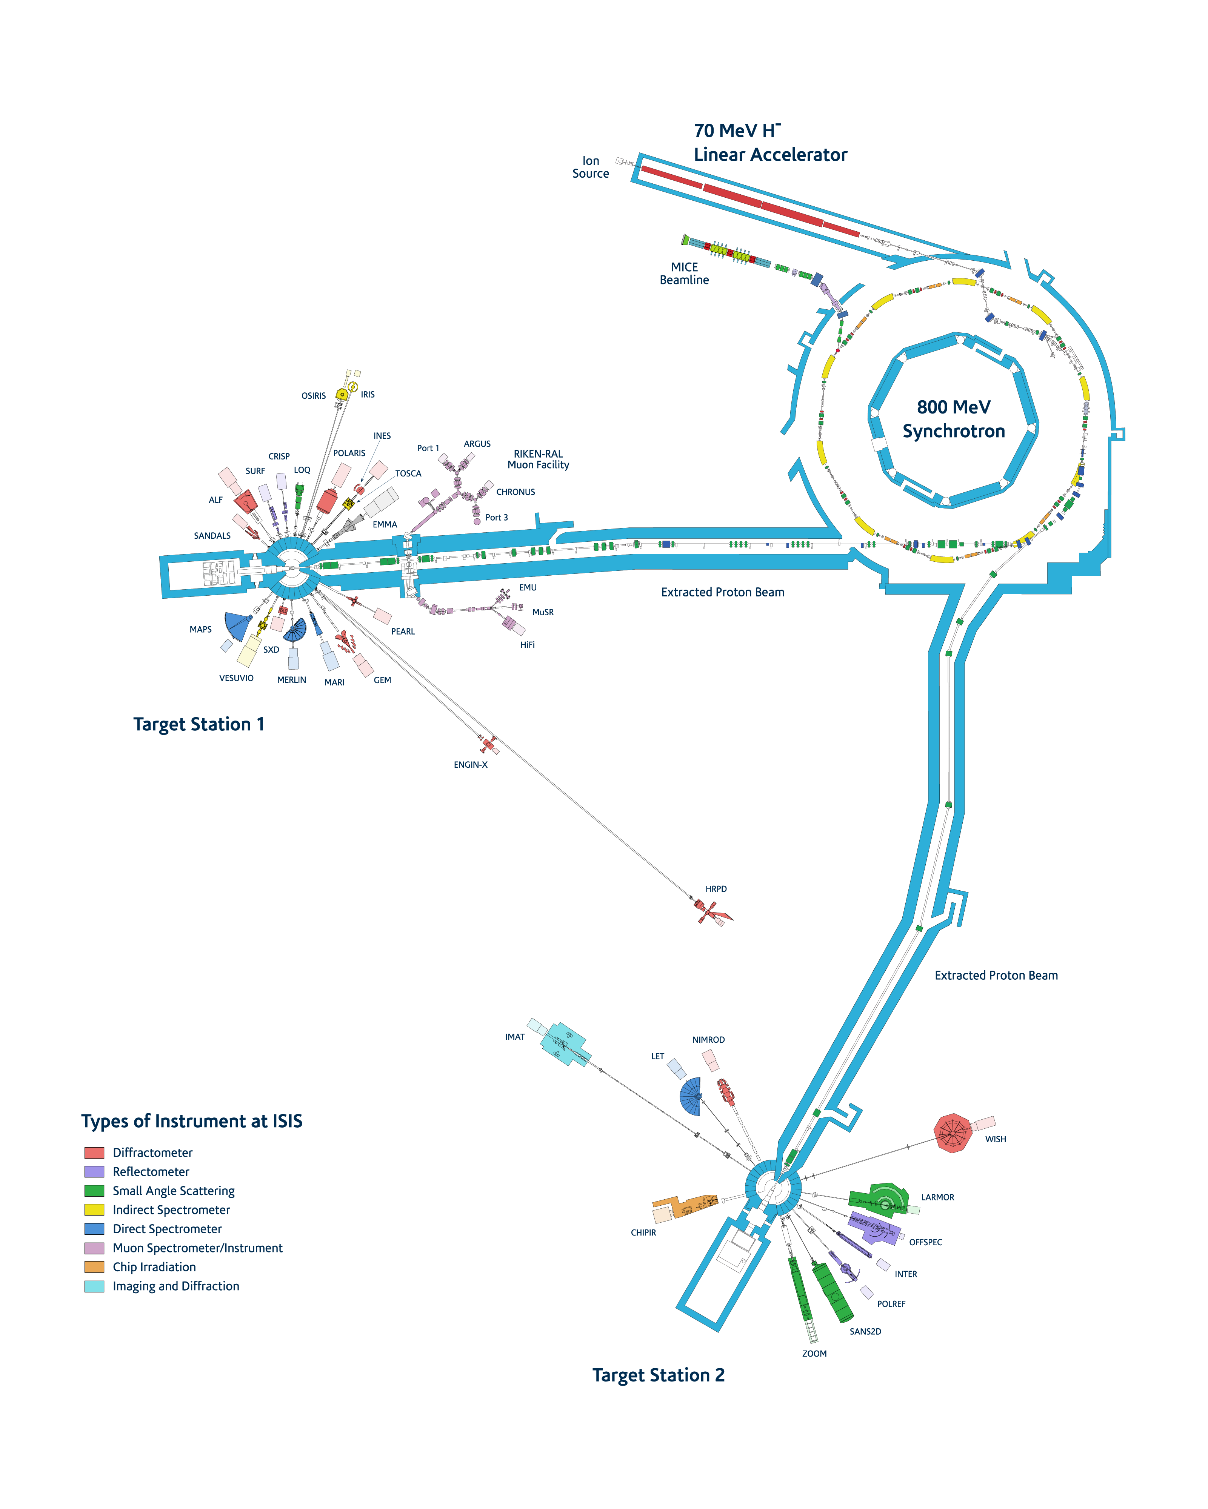 70 MeV H⁻
Linear Accelerator
Ion
Source
MICE
Beamline
800 MeV
Synchrotron
OSIRIS
IRIS
INES
CRISP
POLARIS
SURF
LOQ
TOSCA
ALF
EMMA
SANDALS
Port 1
ARGUS
RIKEN-RAL
Muon Facility
CHRONUS
Port 3
Extracted Proton Beam
EMU
MuSR
HiFi
MAPS
SXD
PEARL
VESUVIO
MERLIN
MARI
GEM
Target Station 1
ENGIN-X
HRPD
Extracted Proton Beam
IMAT
NIMROD
LET
WISH
LARMOR
CHIPIR
OFFSPEC
INTER
POLREF
SANS2D
ZOOM
Target Station 2
Types of Instrument at ISIS
Diffractometer
Reflectometer
Small Angle Scattering
Indirect Spectrometer
Direct Spectrometer
Muon Spectrometer/Instrument
Chip Irradiation
Imaging and Diffraction